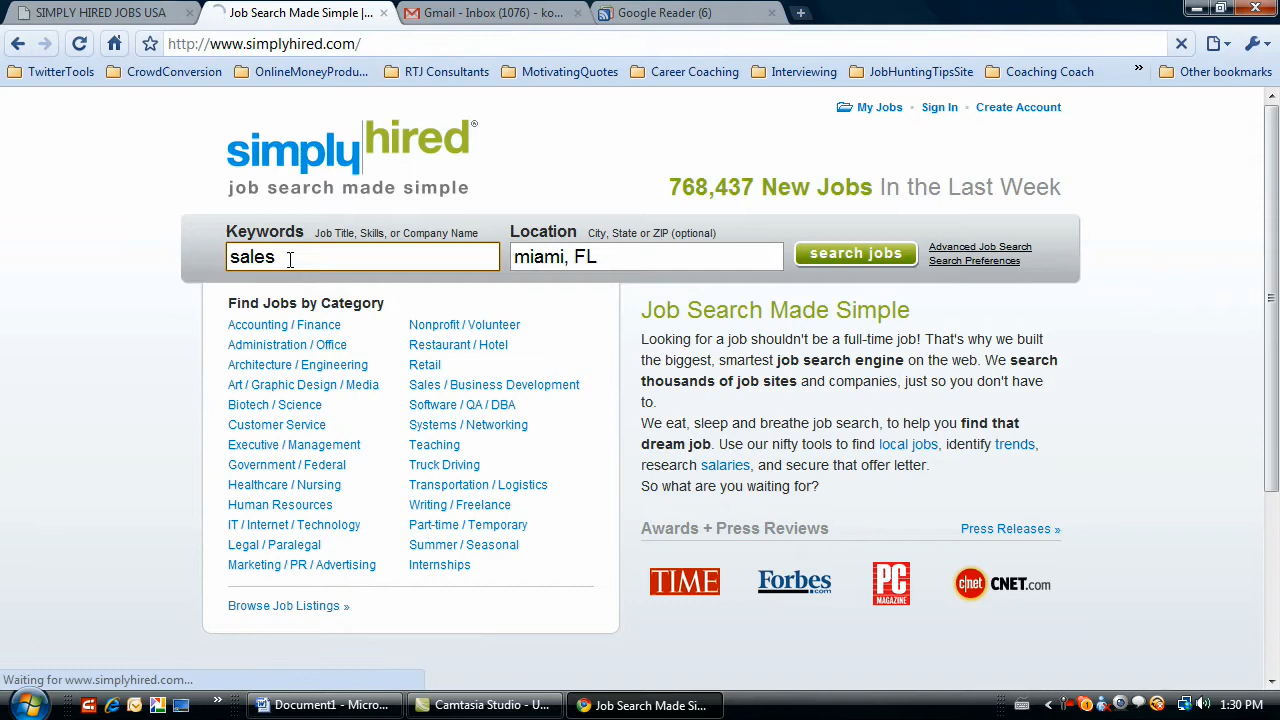 SIMPLY HIRED JOBS USA
Job Search Made Simple |...
Gmail - Inbox (1076) - ko...
Google Reader (6)
http://www.simplyhired.com/
TwitterTools
CrowdConversion
OnlineMoneyProdu...
RTJ Consultants
MotivatingQuotes
Career Coaching
Interviewing
JobHuntingTipsSite
Coaching Coach
»
Other bookmarks
My Jobs • Sign In • Create Account
simplyhired®
job search made simple
768,437 New Jobs In the Last Week
Keywords Job Title, Skills, or Company Name
Location City, State or ZIP (optional)
sales
miami, FL
search jobs
Advanced Job Search
Search Preferences
Find Jobs by Category
Accounting / Finance
Administration / Office
Architecture / Engineering
Art / Graphic Design / Media
Biotech / Science
Customer Service
Executive / Management
Government / Federal
Healthcare / Nursing
Human Resources
IT / Internet / Technology
Legal / Paralegal
Marketing / PR / Advertising
Nonprofit / Volunteer
Restaurant / Hotel
Retail
Sales / Business Development
Software / QA / DBA
Systems / Networking
Teaching
Truck Driving
Transportation / Logistics
Writing / Freelance
Part-time / Temporary
Summer / Seasonal
Internships
Browse Job Listings »
Job Search Made Simple
Looking for a job shouldn't be a full-time job! That's why we built
the biggest, smartest job search engine on the web. We search
thousands of job sites and companies, just so you don't have
to.
We eat, sleep and breathe job search, to help you find that
dream job. Use our nifty tools to find local jobs, identify trends,
research salaries, and secure that offer letter.
So what are you waiting for?
Awards + Press Reviews
Press Releases »
TIME
Forbes.com
PC MAGAZINE
c|net CNET.com
Waiting for www.simplyhired.com...
»
Document1 - Micro...
Camtasia Studio - U...
Job Search Made Si...
1:30 PM